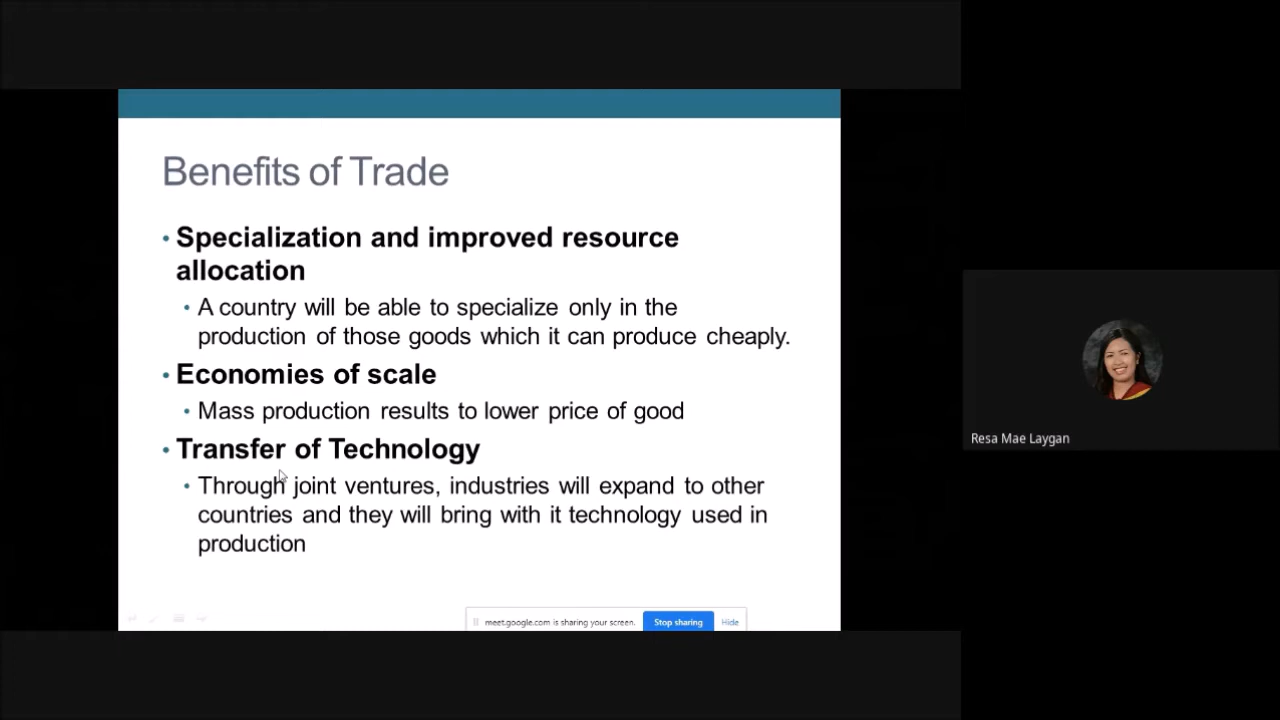 Benefits of Trade
• Specialization and improved resource
allocation
• A country will be able to specialize only in the
production of those goods which it can produce cheaply.
• Economies of scale
• Mass production results to lower price of good
• Transfer of Technology
• Through joint ventures, industries will expand to other
countries and they will bring with it technology used in
production
meet.google.com is sharing your screen. Stop sharing Hide
Resa Mae Laygan